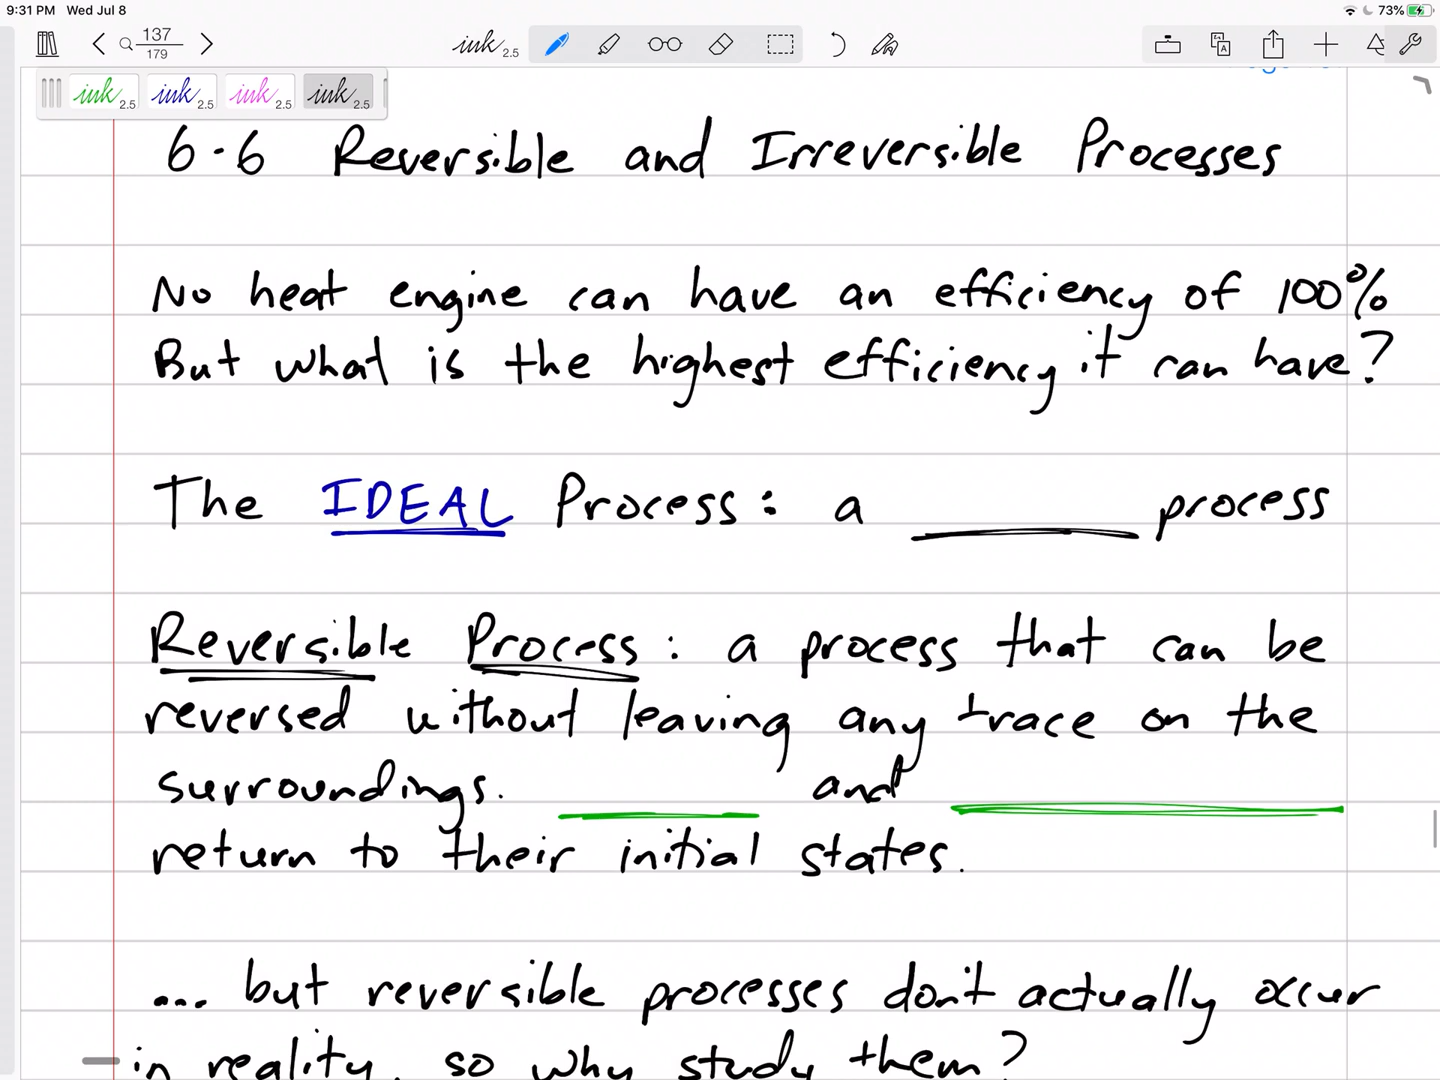 9:31 PM Wed Jul 8
73%
137
179
ink 2.5
ink 2.5
ink 2.5
ink 2.5
ink 2.5
6.6 Reversible and Irreversible Processes
No heat engine can have an efficiency of 100%
But what is the highest efficiency it can have?
The IDEAL Process: a ______ process
Reversible Process: a process that can be
reversed without leaving any trace on the
surroundings. ______ and ______
return to their initial states.
... but reversible processes don't actually occur
in reality, so why study them?